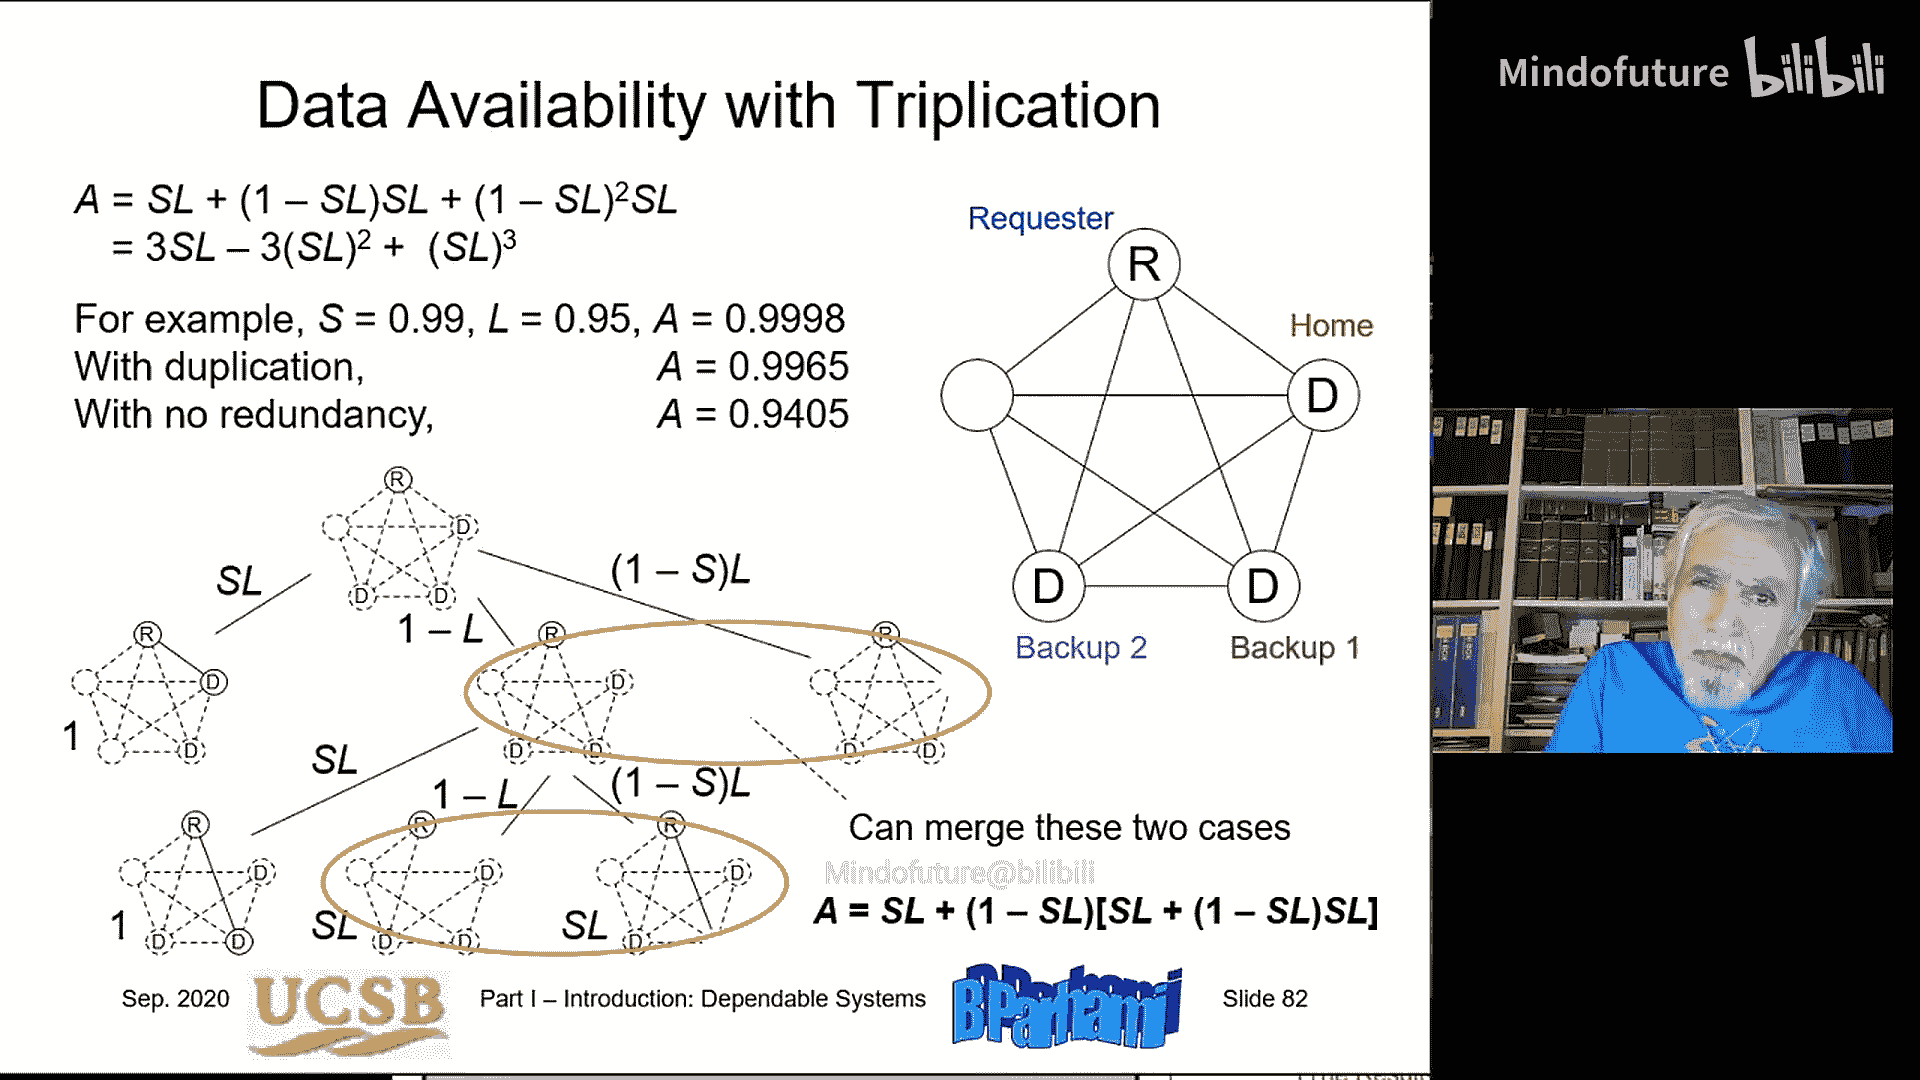 Data Availability with Triplication
A = SL + (1 – SL)SL + (1 – SL)²SL
= 3SL – 3(SL)² + (SL)³
For example, S = 0.99, L = 0.95, A = 0.9998
With duplication, A = 0.9965
With no redundancy, A = 0.9405
Requester
R
Home
D
D
D
Backup 2
Backup 1
R
D
D
D
SL
1 – L
(1 – S)L
R
D
D
1
R
D
D
D
R
D
D
SL
1 – L
(1 – S)L
R
D
D
D
1
R
D
D
D
SL
R
D
D
SL
Can merge these two cases
Mindofuture@bilibili
A = SL + (1 – SL)[SL + (1 – SL)SL]
Sep. 2020
UCSB
Part I – Introduction: Dependable Systems
B Parhami
Slide 82
Mindofuture bilibili